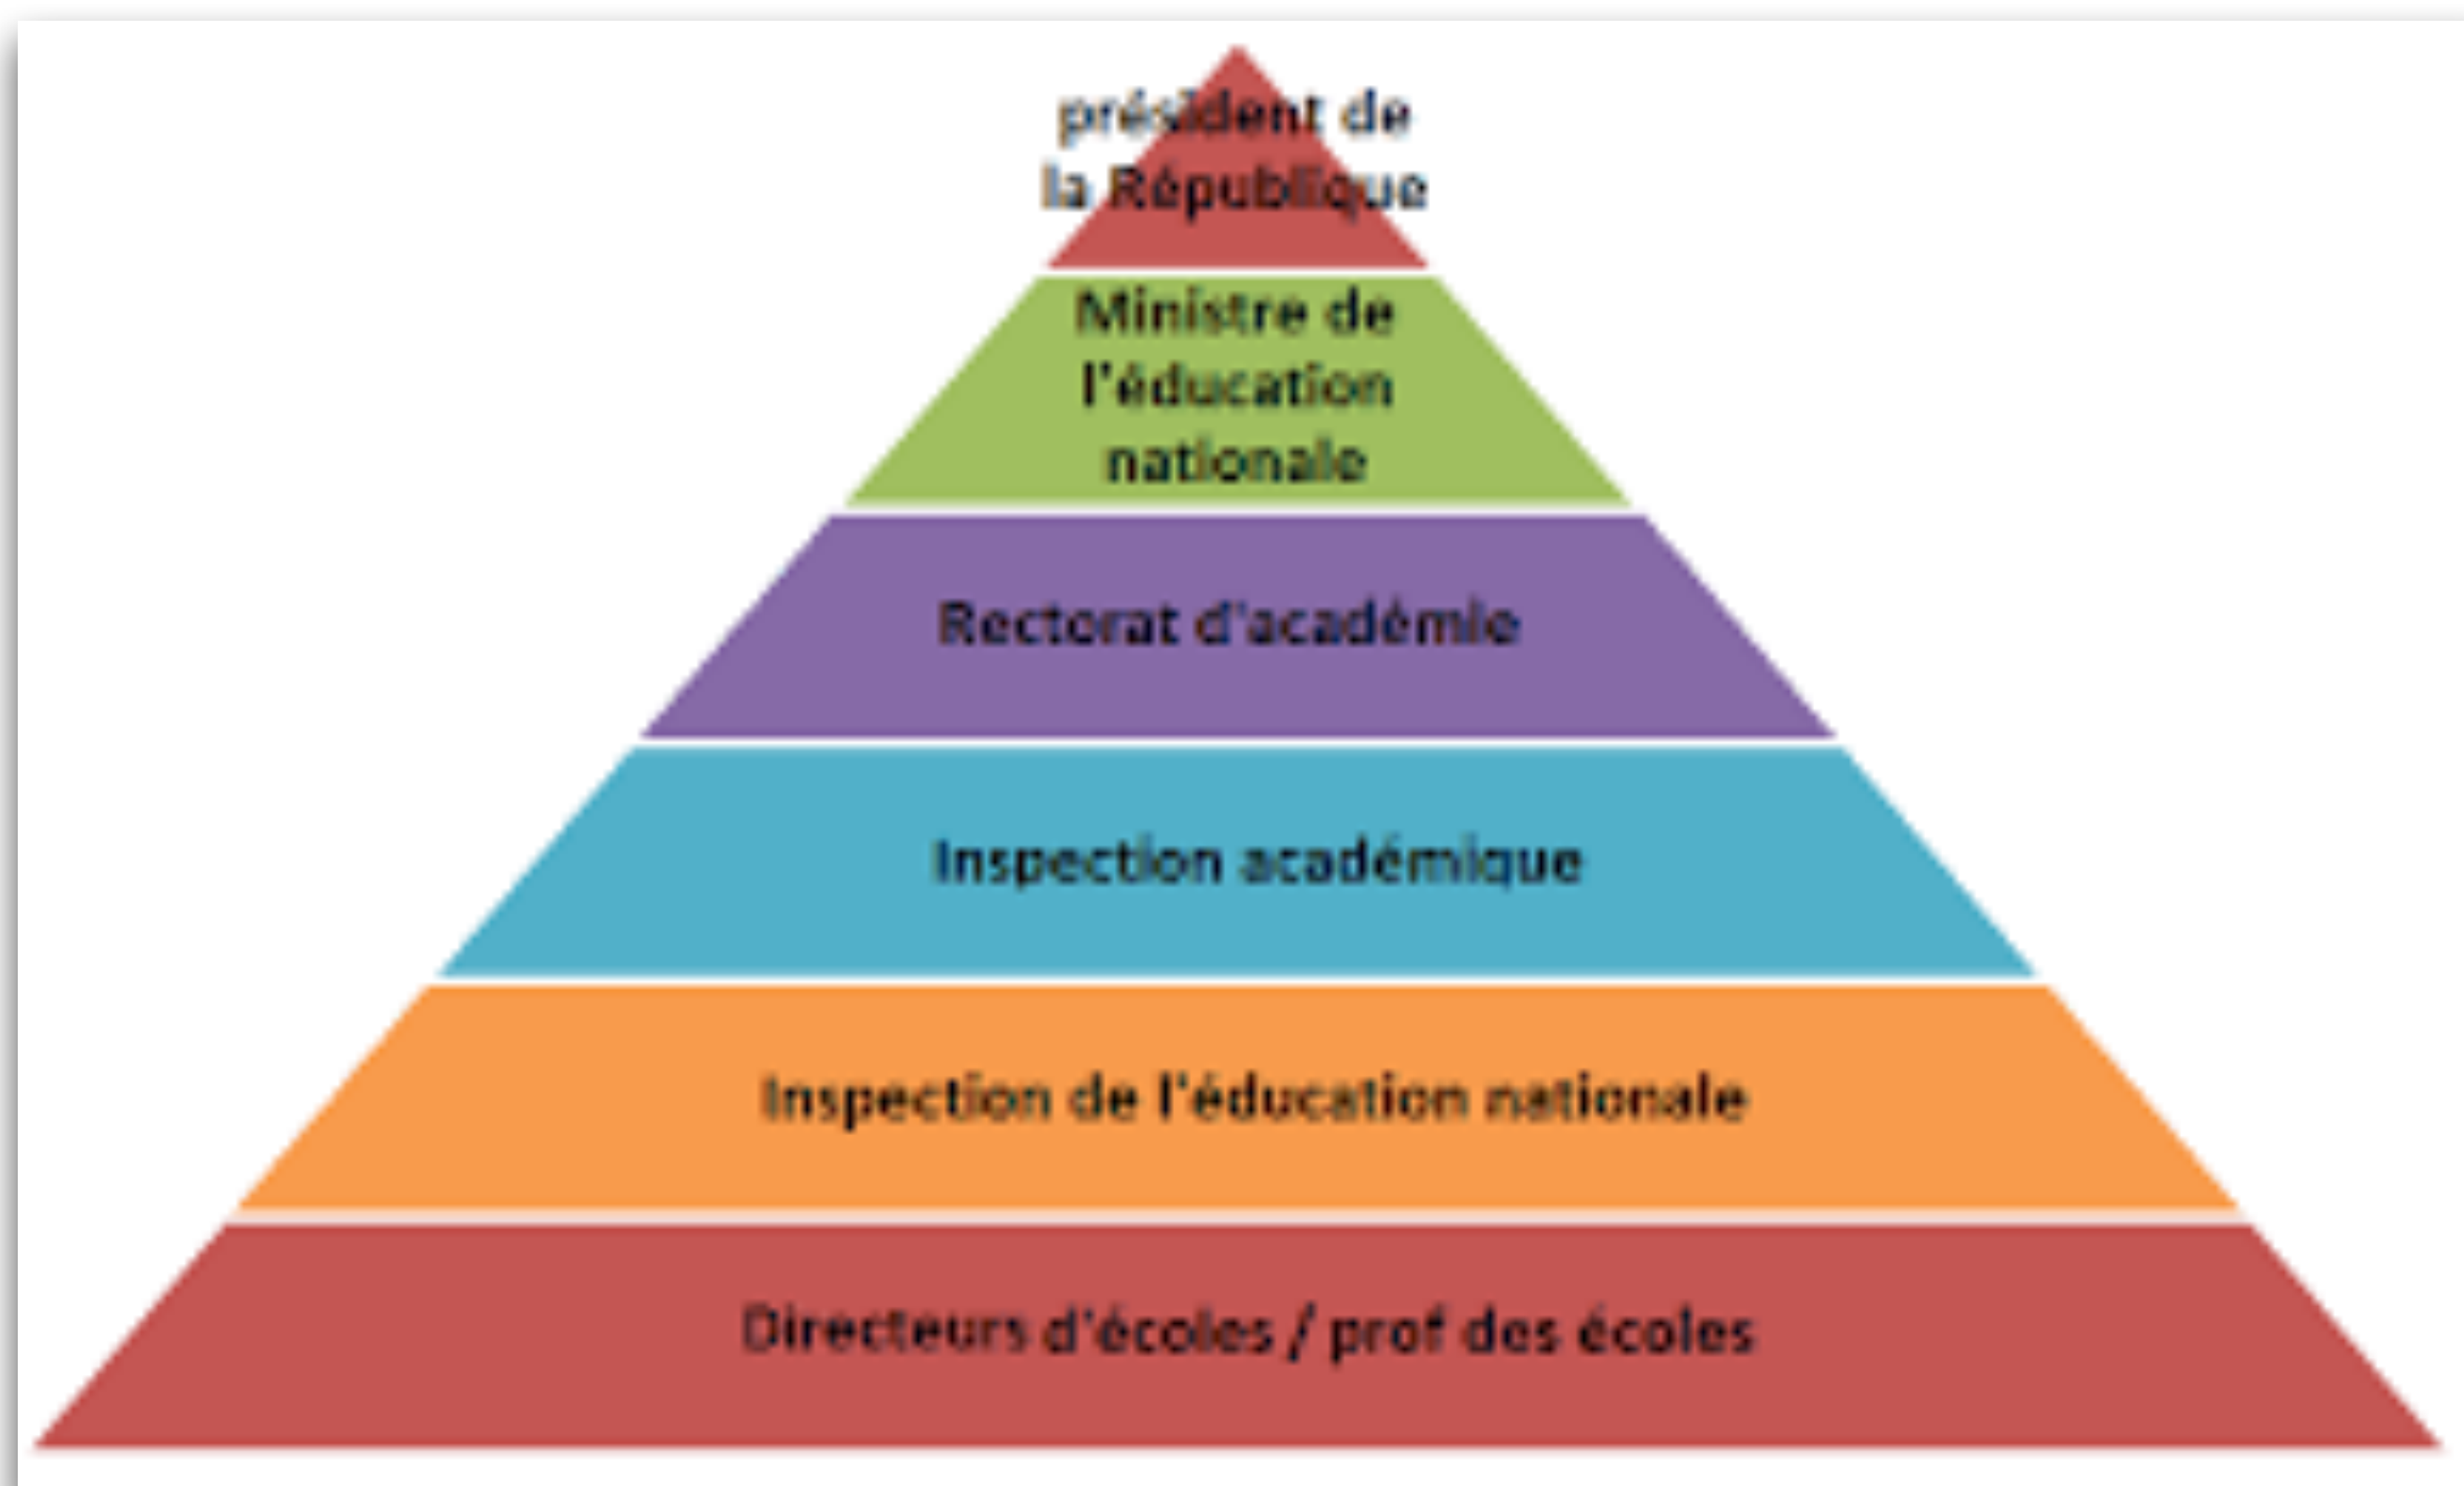 président de
la République
Ministre de
l'éducation
nationale
Rectorat d'académie
Inspection académique
Inspection de l'éducation nationale
Directeurs d'écoles / prof des écoles